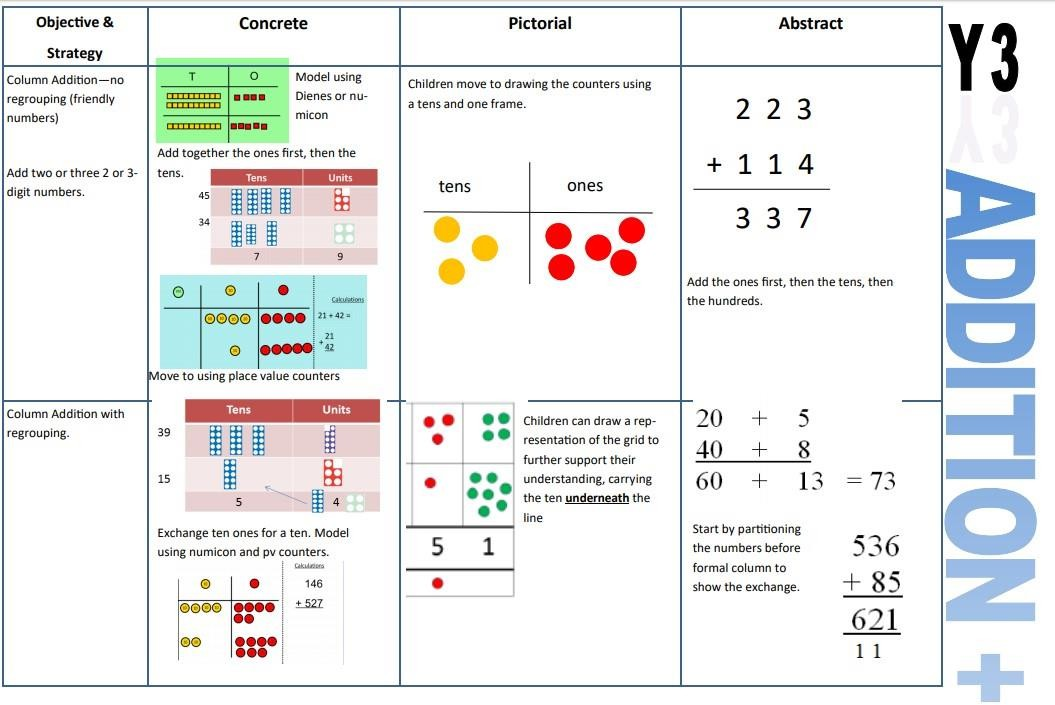 Objective &
Strategy
Concrete
Pictorial
Abstract
Column Addition—no
regrouping (friendly
numbers)
Add two or three 2 or 3-
digit numbers.
T O
Model using
Dienes or nu-
micon
Add together the ones first, then the
tens.
Tens Units
45
34
7 9
Calculations
21 + 42 =
21
+ 42
Move to using place value counters
Children move to drawing the counters using
a tens and one frame.
tens ones
2 2 3
+ 1 1 4
3 3 7
Add the ones first, then the tens, then
the hundreds.
Column Addition with
regrouping.
Tens Units
39
15
5 4
Exchange ten ones for a ten. Model
using numicon and pv counters.
Calculations
146
+ 527
5 1
Children can draw a rep-
resentation of the grid to
further support their
understanding, carrying
the ten underneath the
line
20 + 5
40 + 8
60 + 13 = 73
Start by partitioning
the numbers before
formal column to
show the exchange.
536
+ 85
621
1 1
Y3
ADDITION +